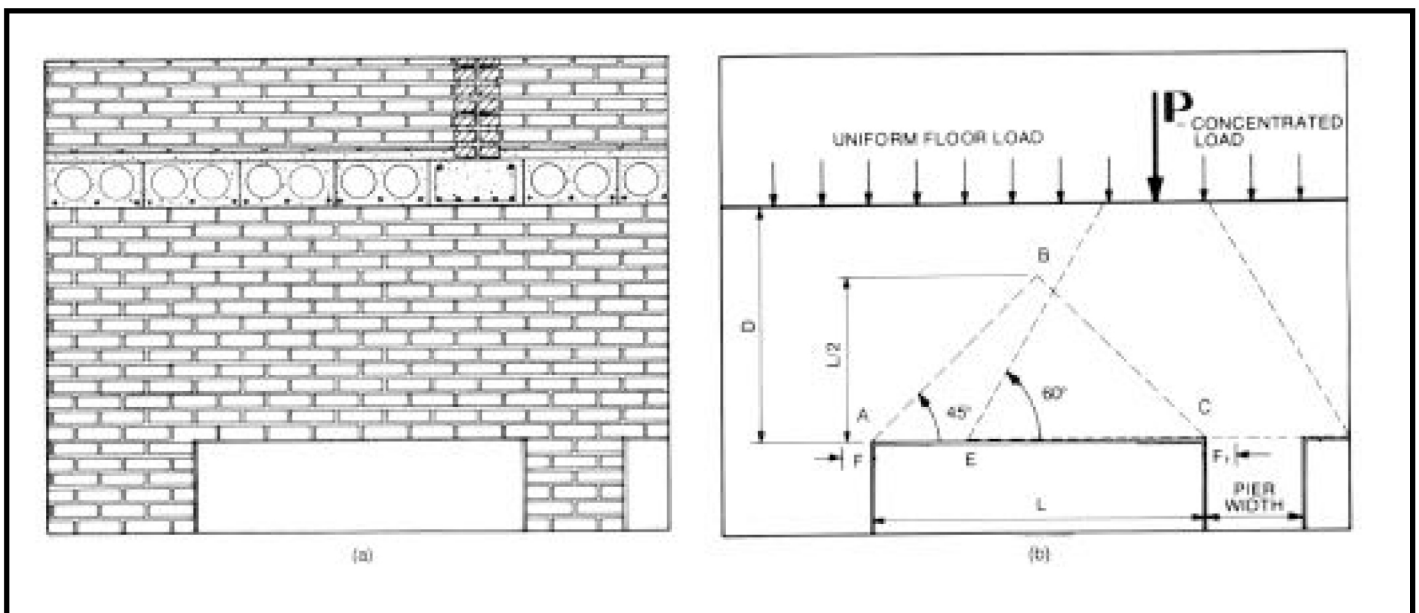 (a)
P
– CONCENTRATED
LOAD
UNIFORM FLOOR LOAD
B
D
L/2
A
45°
60°
C
F
E
F₁
PIER
WIDTH
L
(b)